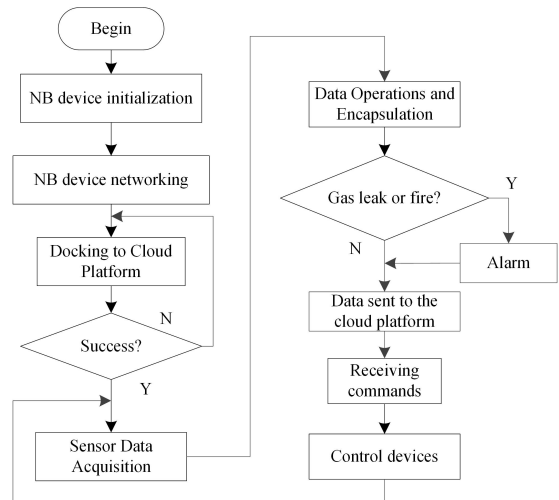 Begin
NB device initialization
NB device networking
Docking to Cloud
Platform
N
Success?
Y
Sensor Data
Acquisition
Data Operations and
Encapsulation
Gas leak or fire?
Y
N
Alarm
Data sent to the
cloud platform
Receiving
commands
Control devices